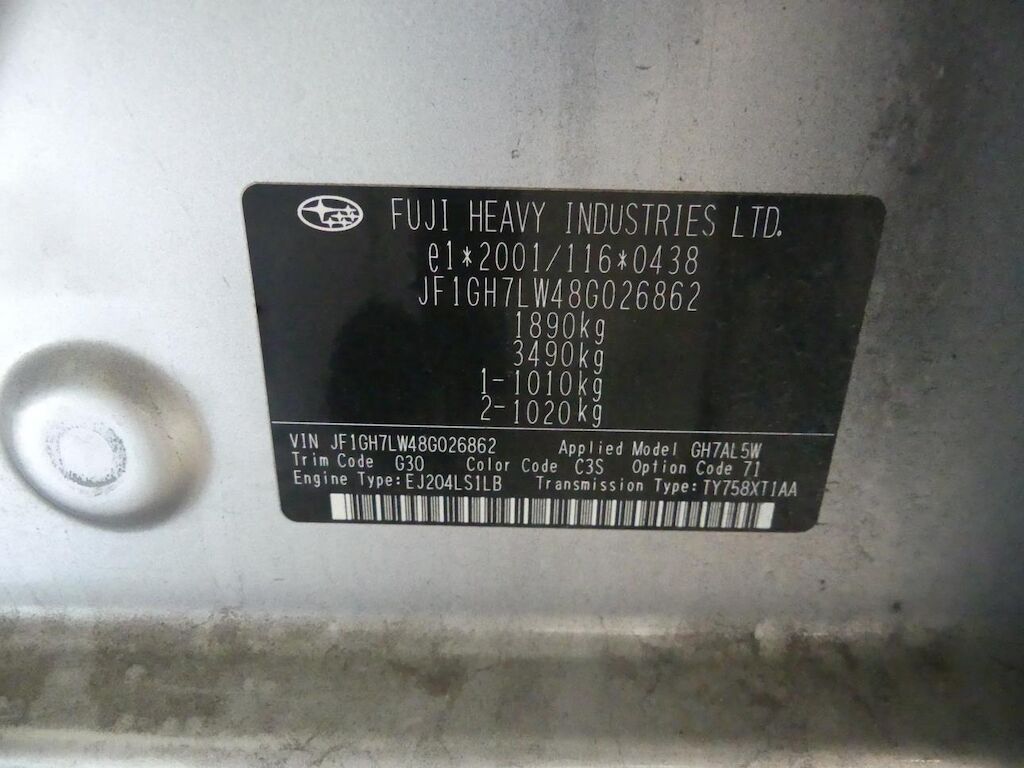 FUJI HEAVY INDUSTRIES LTD.
e1*2001/116*0438
JF1GH7LW48G026862
1890kg
3490kg
1-1010kg
2-1020kg
VIN JF1GH7LW48G026862 Applied Model GH7AL5W
Trim Code G30 Color Code C3S Option Code 71
Engine Type:EJ204LS1LB Transmission Type:TY758XT1AA